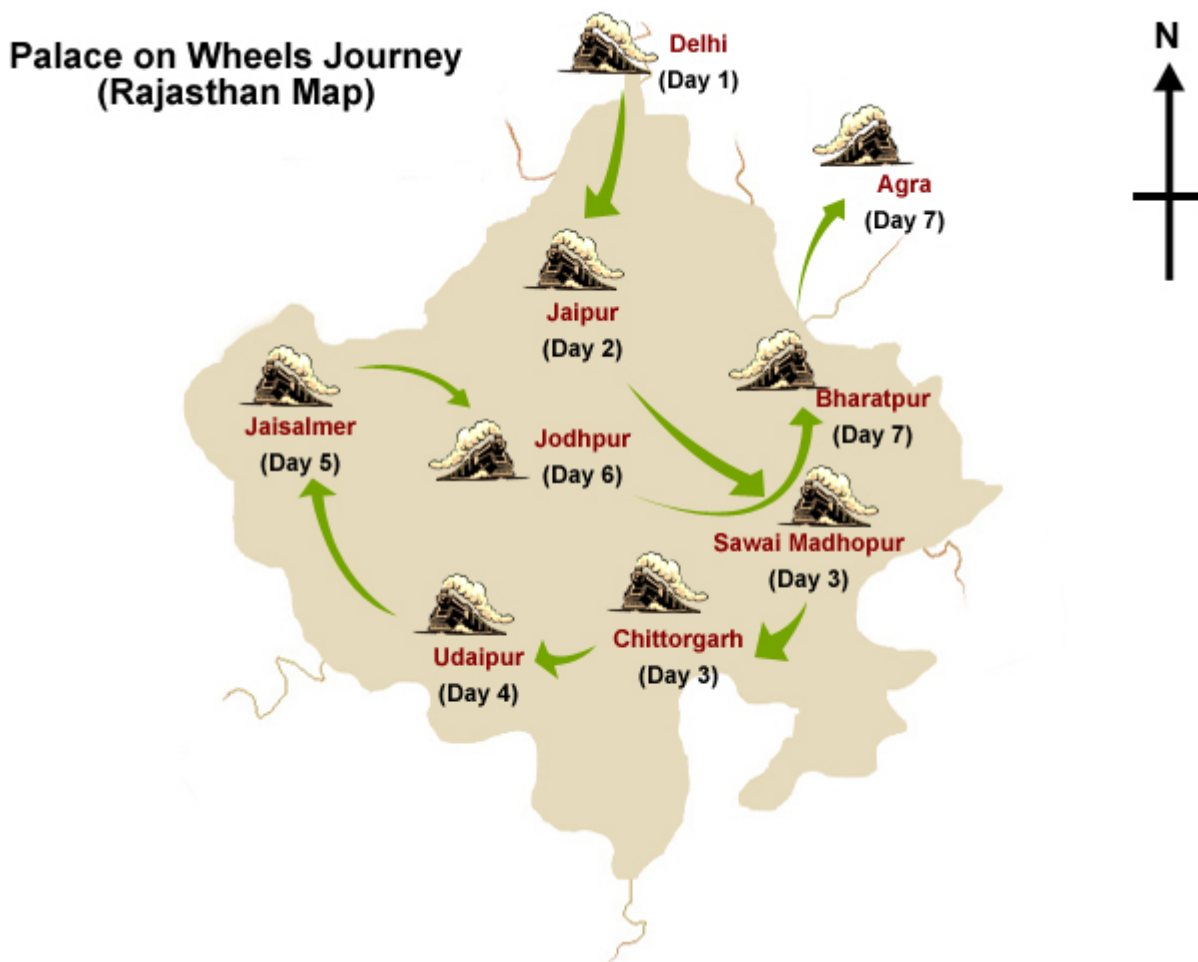 Palace on Wheels Journey
(Rajasthan Map)
N
Delhi
(Day 1)
Agra
(Day 7)
Jaipur
(Day 2)
Bharatpur
(Day 7)
Jaisalmer
(Day 5)
Jodhpur
(Day 6)
Sawai Madhopur
(Day 3)
Chittorgarh
(Day 3)
Udaipur
(Day 4)